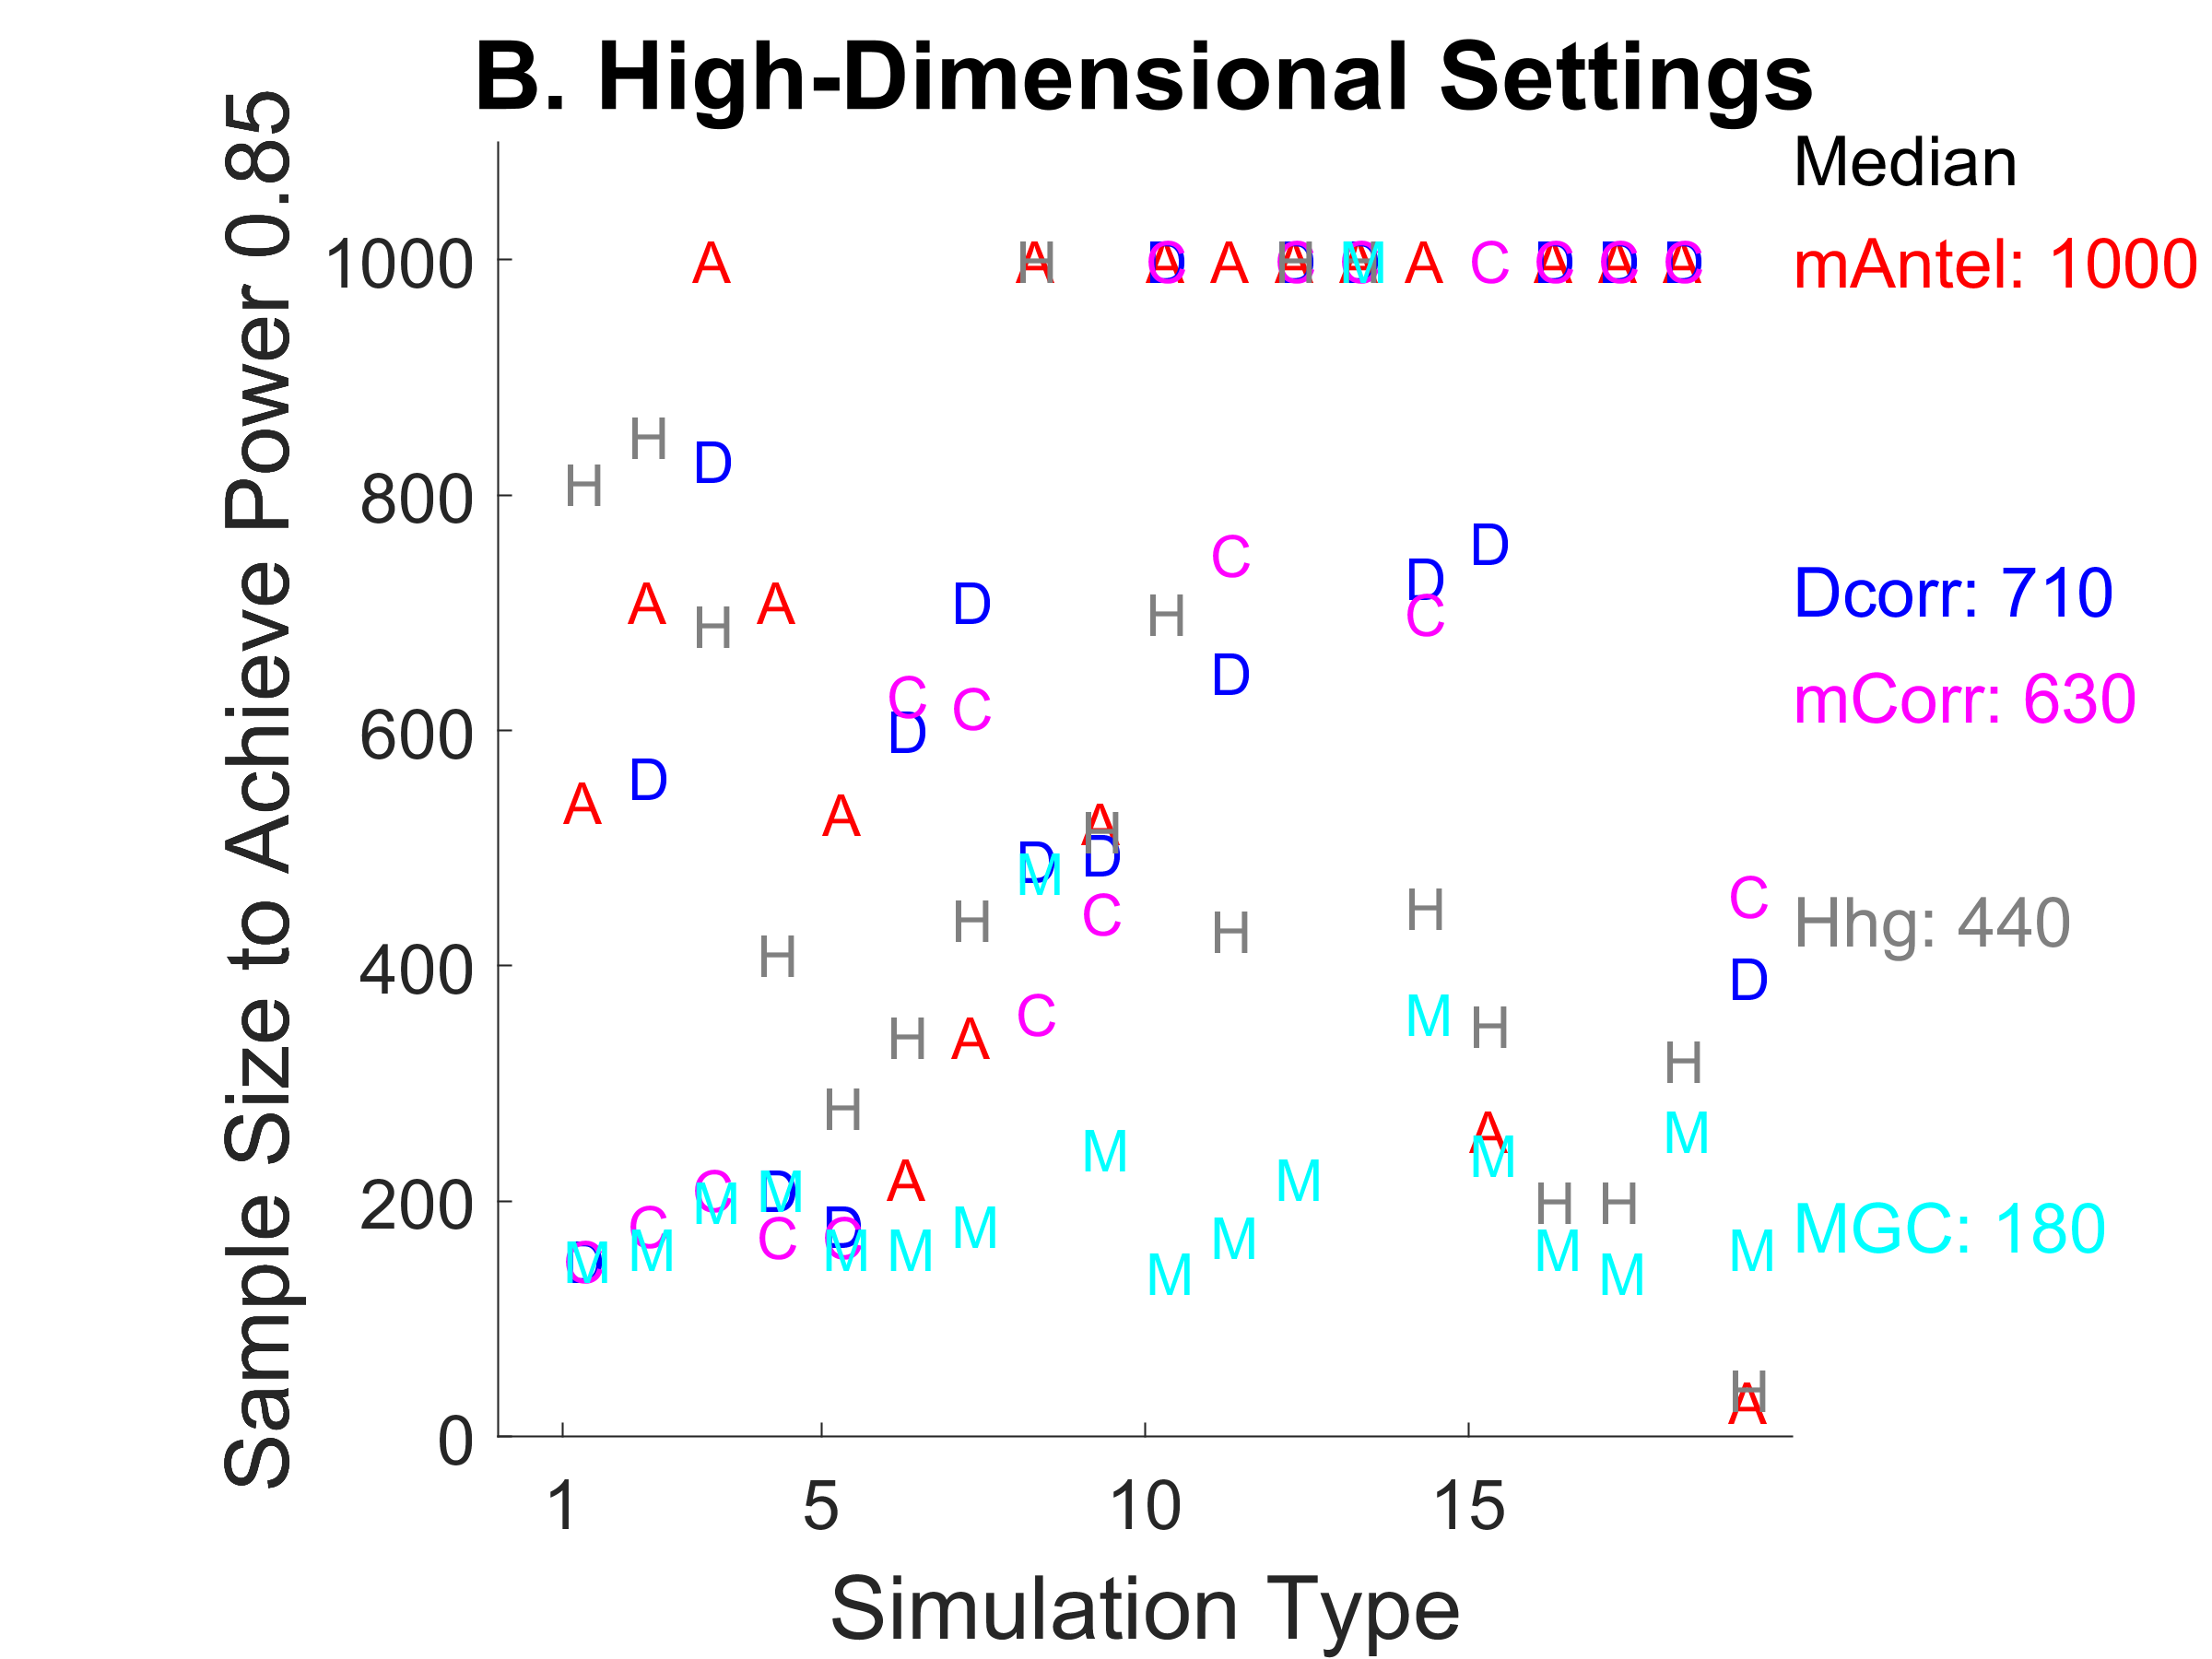 B. High-Dimensional Settings
Sample Size to Achieve Power 0.85
1000
800
600
400
200
0
1 5 10 15
Simulation Type
Median
mAntel: 1000
Dcorr: 710
mCorr: 630
Hhg: 440
MGC: 180